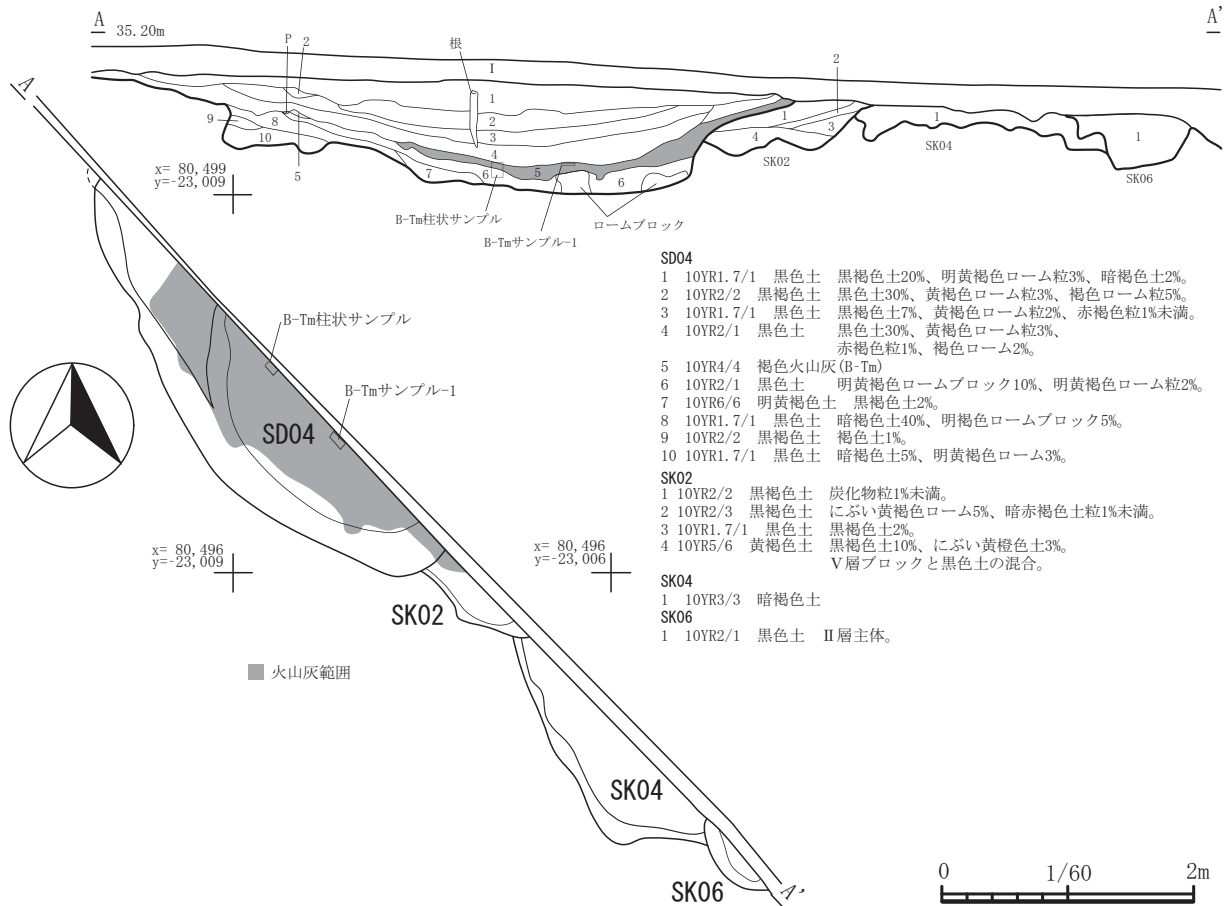 A 35.20m
A'
P 2
根
I
2
1
2
3
4
5
6
7
8
9
10
5
6
1
3
4
SK02
1
SK04
1
SK06
B-Tm柱状サンプル
B-Tmサンプル-1
ロームブロック
A
x= 80,499
y=-23,009
B-Tm柱状サンプル
B-Tmサンプル-1
SD04
x= 80,496
y=-23,009
x= 80,496
y=-23,006
SK02
火山灰範囲
SK04
SK06
A'
SD04
1 10YR1.7/1 黒色土 黒褐色土20%、明黄褐色ローム粒3%、暗褐色土2%。
2 10YR2/2 黒褐色土 黒色土30%、黄褐色ローム粒3%、褐色ローム粒5%。
3 10YR1.7/1 黒色土 黒褐色土7%、黄褐色ローム粒2%、赤褐色粒1%未満。
4 10YR2/1 黒色土 黒色土30%、黄褐色ローム粒3%、
赤褐色粒1%、褐色ローム2%。
5 10YR4/4 褐色火山灰(B-Tm)
6 10YR2/1 黒色土 明黄褐色ロームブロック10%、明黄褐色ローム粒2%。
7 10YR6/6 明黄褐色土 黒褐色土2%。
8 10YR1.7/1 黒色土 暗褐色土40%、明褐色ロームブロック5%。
9 10YR2/2 黒褐色土 褐色土1%。
10 10YR1.7/1 黒色土 暗褐色土5%、明黄褐色ローム3%。
SK02
1 10YR2/2 黒褐色土 炭化物粒1%未満。
2 10YR2/3 黒褐色土 にぶい黄褐色ローム5%、暗赤褐色土粒1%未満。
3 10YR1.7/1 黒色土 黒褐色土2%。
4 10YR5/6 黄褐色土 黒褐色土10%、にぶい黄橙色土3%。
Ⅴ層ブロックと黒色土の混合。
SK04
1 10YR3/3 暗褐色土
SK06
1 10YR2/1 黒色土 Ⅱ層主体。
0 1/60 2m